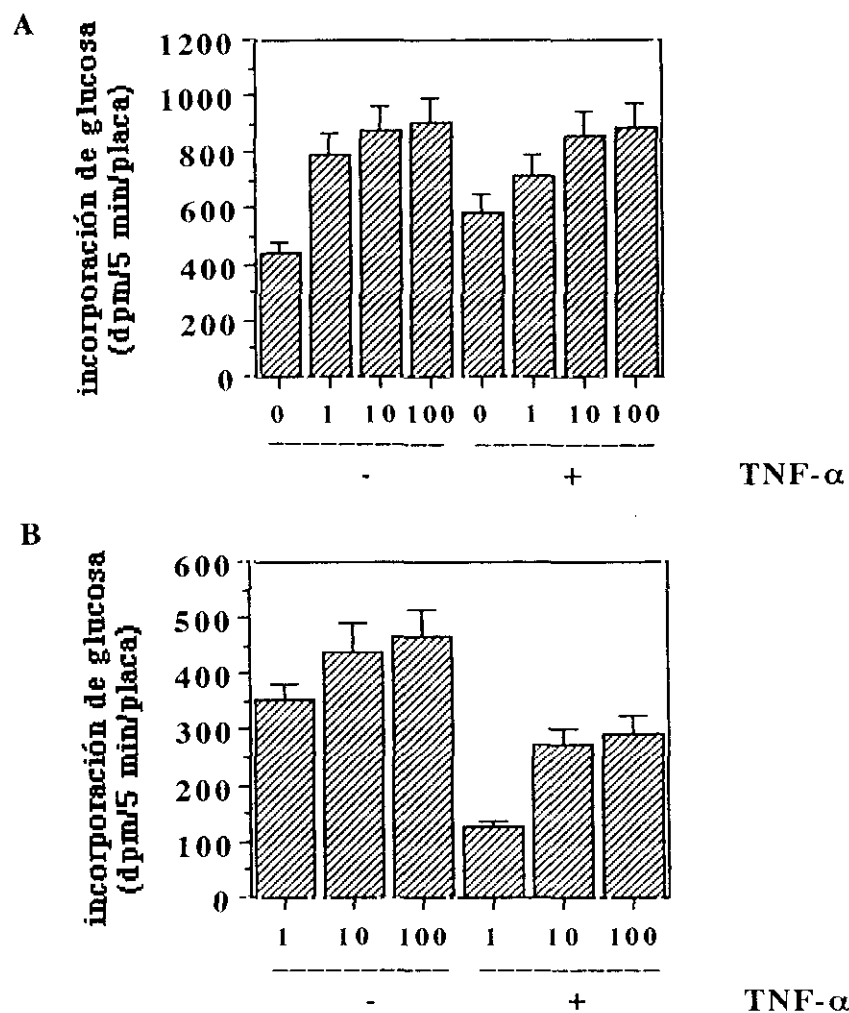 A
incorporación de glucosa
(dpm/5 min/placa)
1200
1000
800
600
400
200
0
0 1 10 100 0 1 10 100
- +
TNF-α
B
incorporación de glucosa
(dpm/5 min/placa)
600
500
400
300
200
100
0
1 10 100 1 10 100
- +
TNF-α